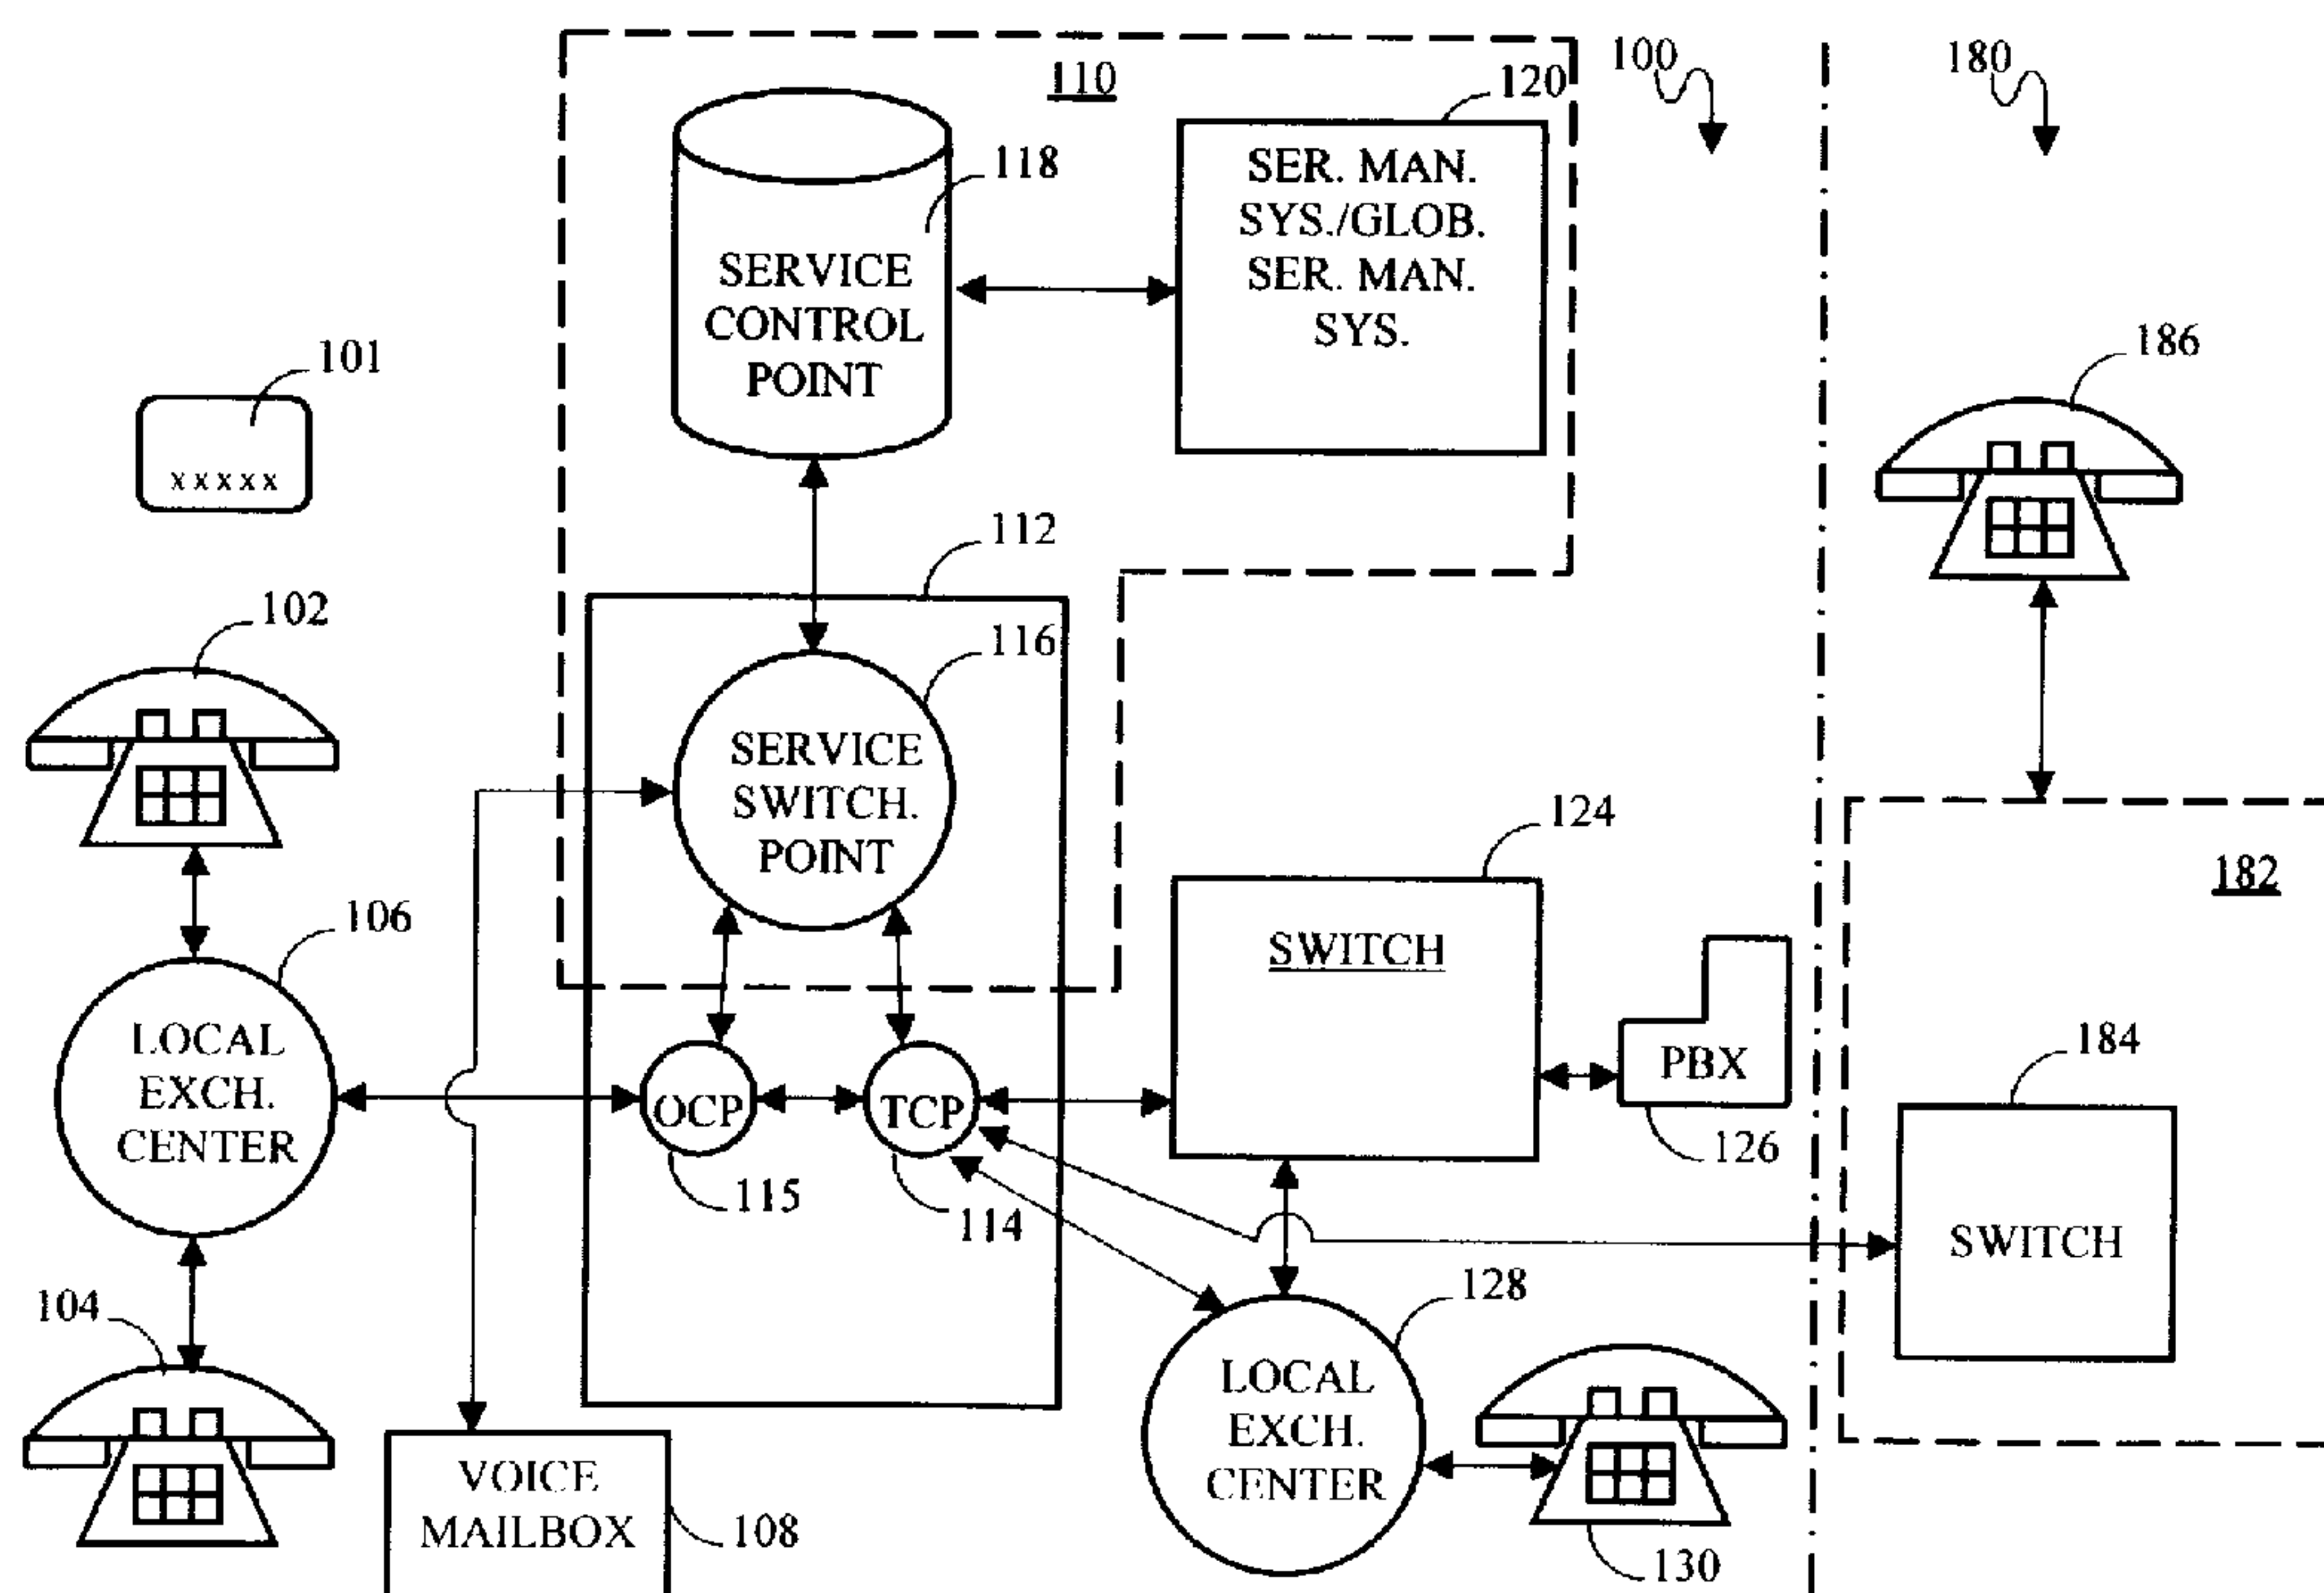 110
100
180
120
118
SER. MAN.
SYS./GLOB.
SER. MAN.
SYS.
SERVICE
CONTROL
POINT
101
x x x x x
186
112
102
116
SERVICE
SWITCH.
POINT
124
182
106
SWITCH
LOCAL
EXCH.
CENTER
OCP
TCP
PBX
184
115
114
126
SWITCH
104
128
LOCAL
EXCH.
CENTER
VOICE
MAILBOX
108
130